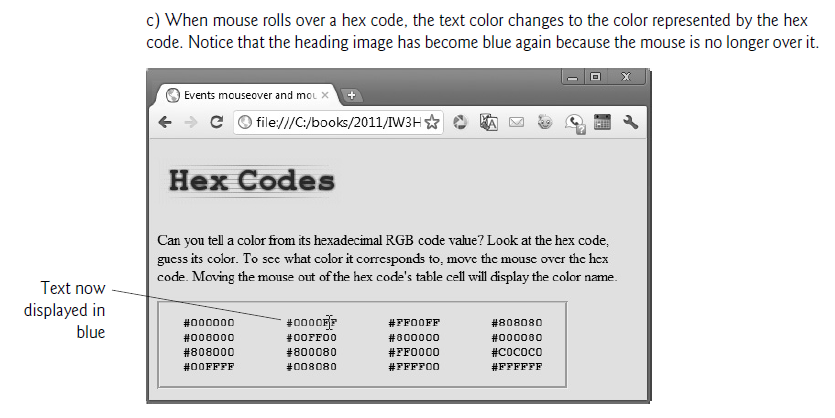 c) When mouse rolls over a hex code, the text color changes to the color represented by the hex
code. Notice that the heading image has become blue again because the mouse is no longer over it.
Events mouseover and mou
file:///C:/books/2011/IW3H
Hex Codes
Can you tell a color from its hexadecimal RGB code value? Look at the hex code,
guess its color. To see what color it corresponds to, move the mouse over the hex
code. Moving the mouse out of the hex code's table cell will display the color name.
Text now
displayed in
blue
#000000 #0000FF #FF00FF #808080
#008000 #00FF00 #800000 #000080
#808000 #800080 #FF0000 #C0C0C0
#00FFFF #008080 #FFFF00 #FFFFFF